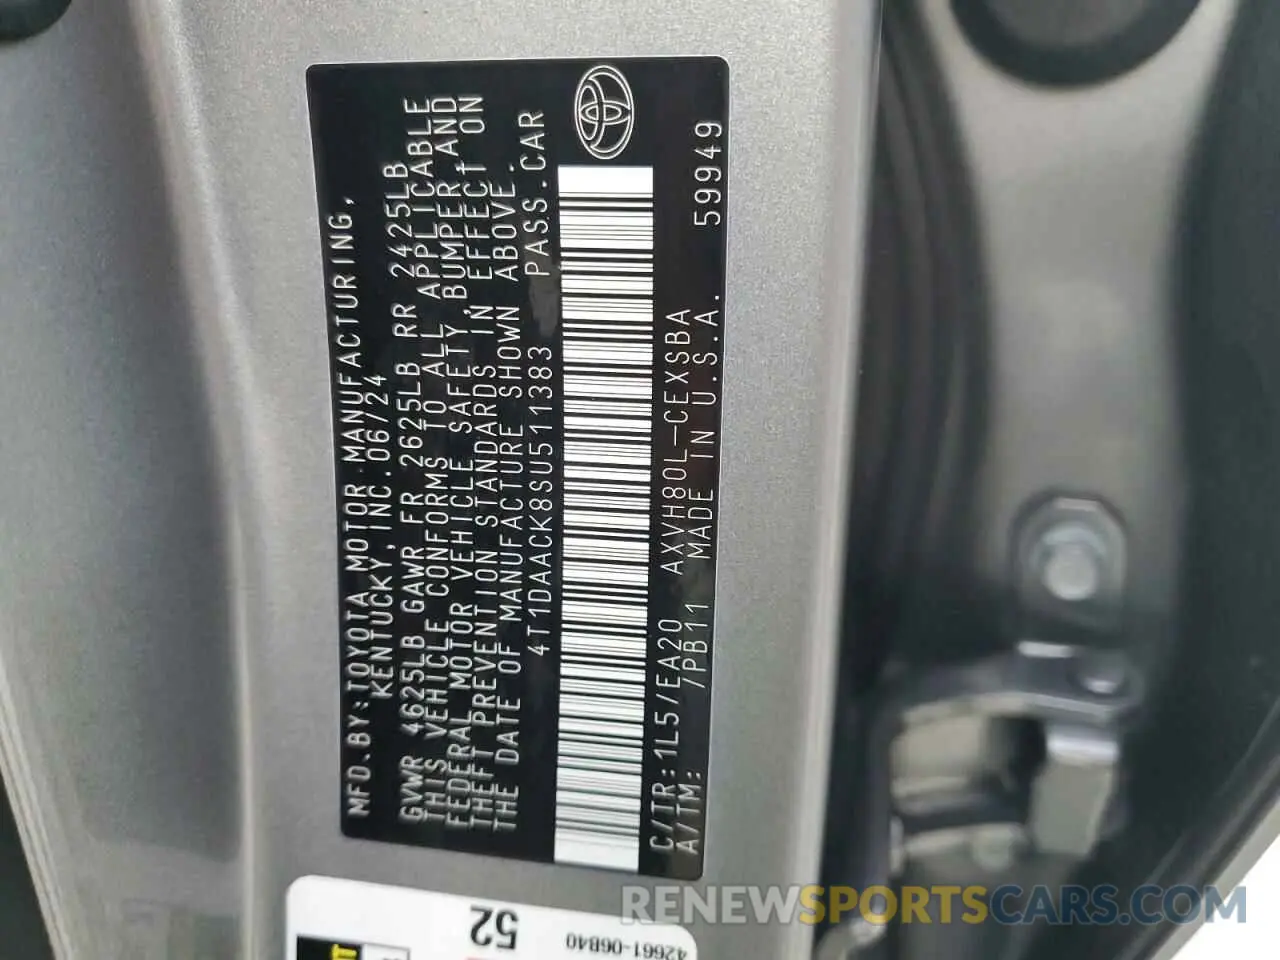 MFD.BY:TOYOTA MOTOR MANUFACTURING,
KENTUCKY, INC.06/24
GVWR 4625LB GAWR FR 2625LB RR 2425LB
THIS VEHICLE CONFORMS TO ALL APPLICABLE
FEDERAL MOTOR VEHICLE SAFETY,BUMPER,AND
THEFT PREVENTION STANDARDS IN EFFECT ON
THE DATE OF MANUFACTURE SHOWN ABOVE.
4T1DAACK8SU511383 PASS.CAR
C/TR:1L5/EA20 AXVH80L-CEXSBA 59949
A/TM: /PB11 MADE IN U.S.A.
52
42661-06B40
RENEWSPORTSCARS.COM